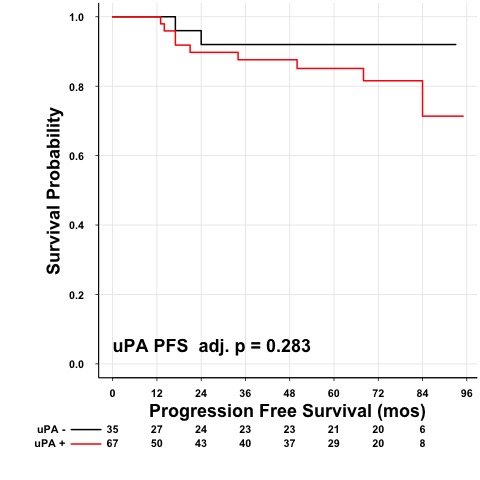 1.0
0.8
0.6
0.4
0.2
0.0
Survival Probability
uPA PFS adj. p = 0.283
0 12 24 36 48 60 72 84 96
Progression Free Survival (mos)
uPA - 35 27 24 23 23 21 20 6
uPA + 67 50 43 40 37 29 20 8